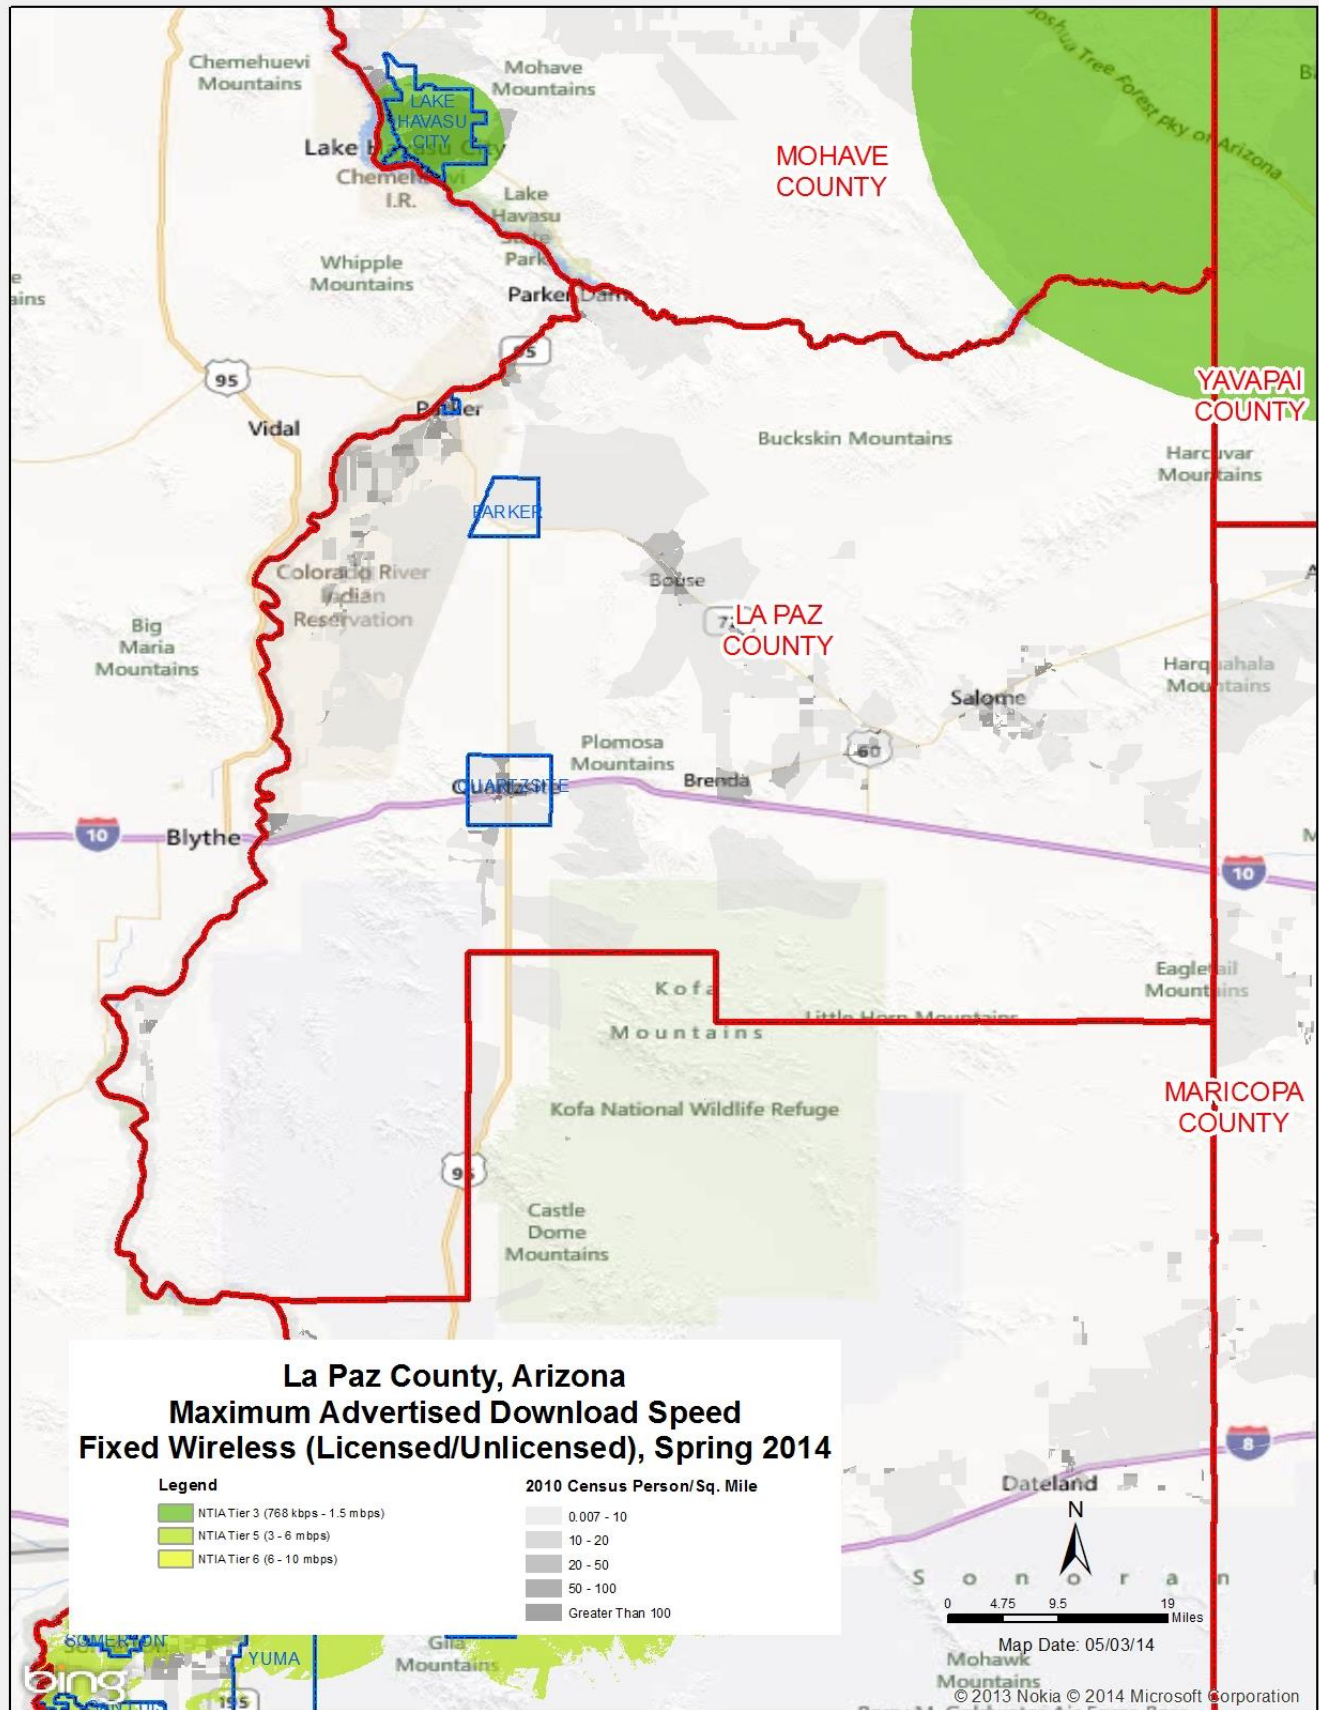 Joshua Tree Forest Pky of Arizona
Chemehuevi
Mountains
Mohave
Mountains
LAKE
HAVASU
CITY
Lake Havasu City
Chemehuevi
I.R.
MOHAVE
COUNTY
Lake
Havasu
State
Park
Whipple
Mountains
Parker Dam
95
95
YAVAPAI
COUNTY
Parker
Vidal
Buckskin Mountains
Harcuvar
Mountains
PARKER
Colorado River
Indian
Reservation
Bouse
72
LA PAZ
COUNTY
Big
Maria
Mountains
Harquahala
Mountains
Salome
Plomosa
Mountains
60
Brenda
Quartzsite
QUARTZSITE
10
Blythe
10
Eagletail
Mountains
Kofa
Mountains
Little Horn Mountains
MARICOPA
COUNTY
Kofa National Wildlife Refuge
95
Castle
Dome
Mountains
La Paz County, Arizona
Maximum Advertised Download Speed
Fixed Wireless (Licensed/Unlicensed), Spring 2014
Legend
NTIA Tier 3 (768 kbps - 1.5 mbps)
NTIA Tier 5 (3 - 6 mbps)
NTIA Tier 6 (6 - 10 mbps)
2010 Census Person/Sq. Mile
0.007 - 10
10 - 20
20 - 50
50 - 100
Greater Than 100
8
Dateland
N
Sonoran
0 4.75 9.5 19
Miles
Map Date: 05/03/14
SOMERTON
YUMA
Gila
Mountains
Mohawk
Mountains
bing
195
© 2013 Nokia © 2014 Microsoft Corporation